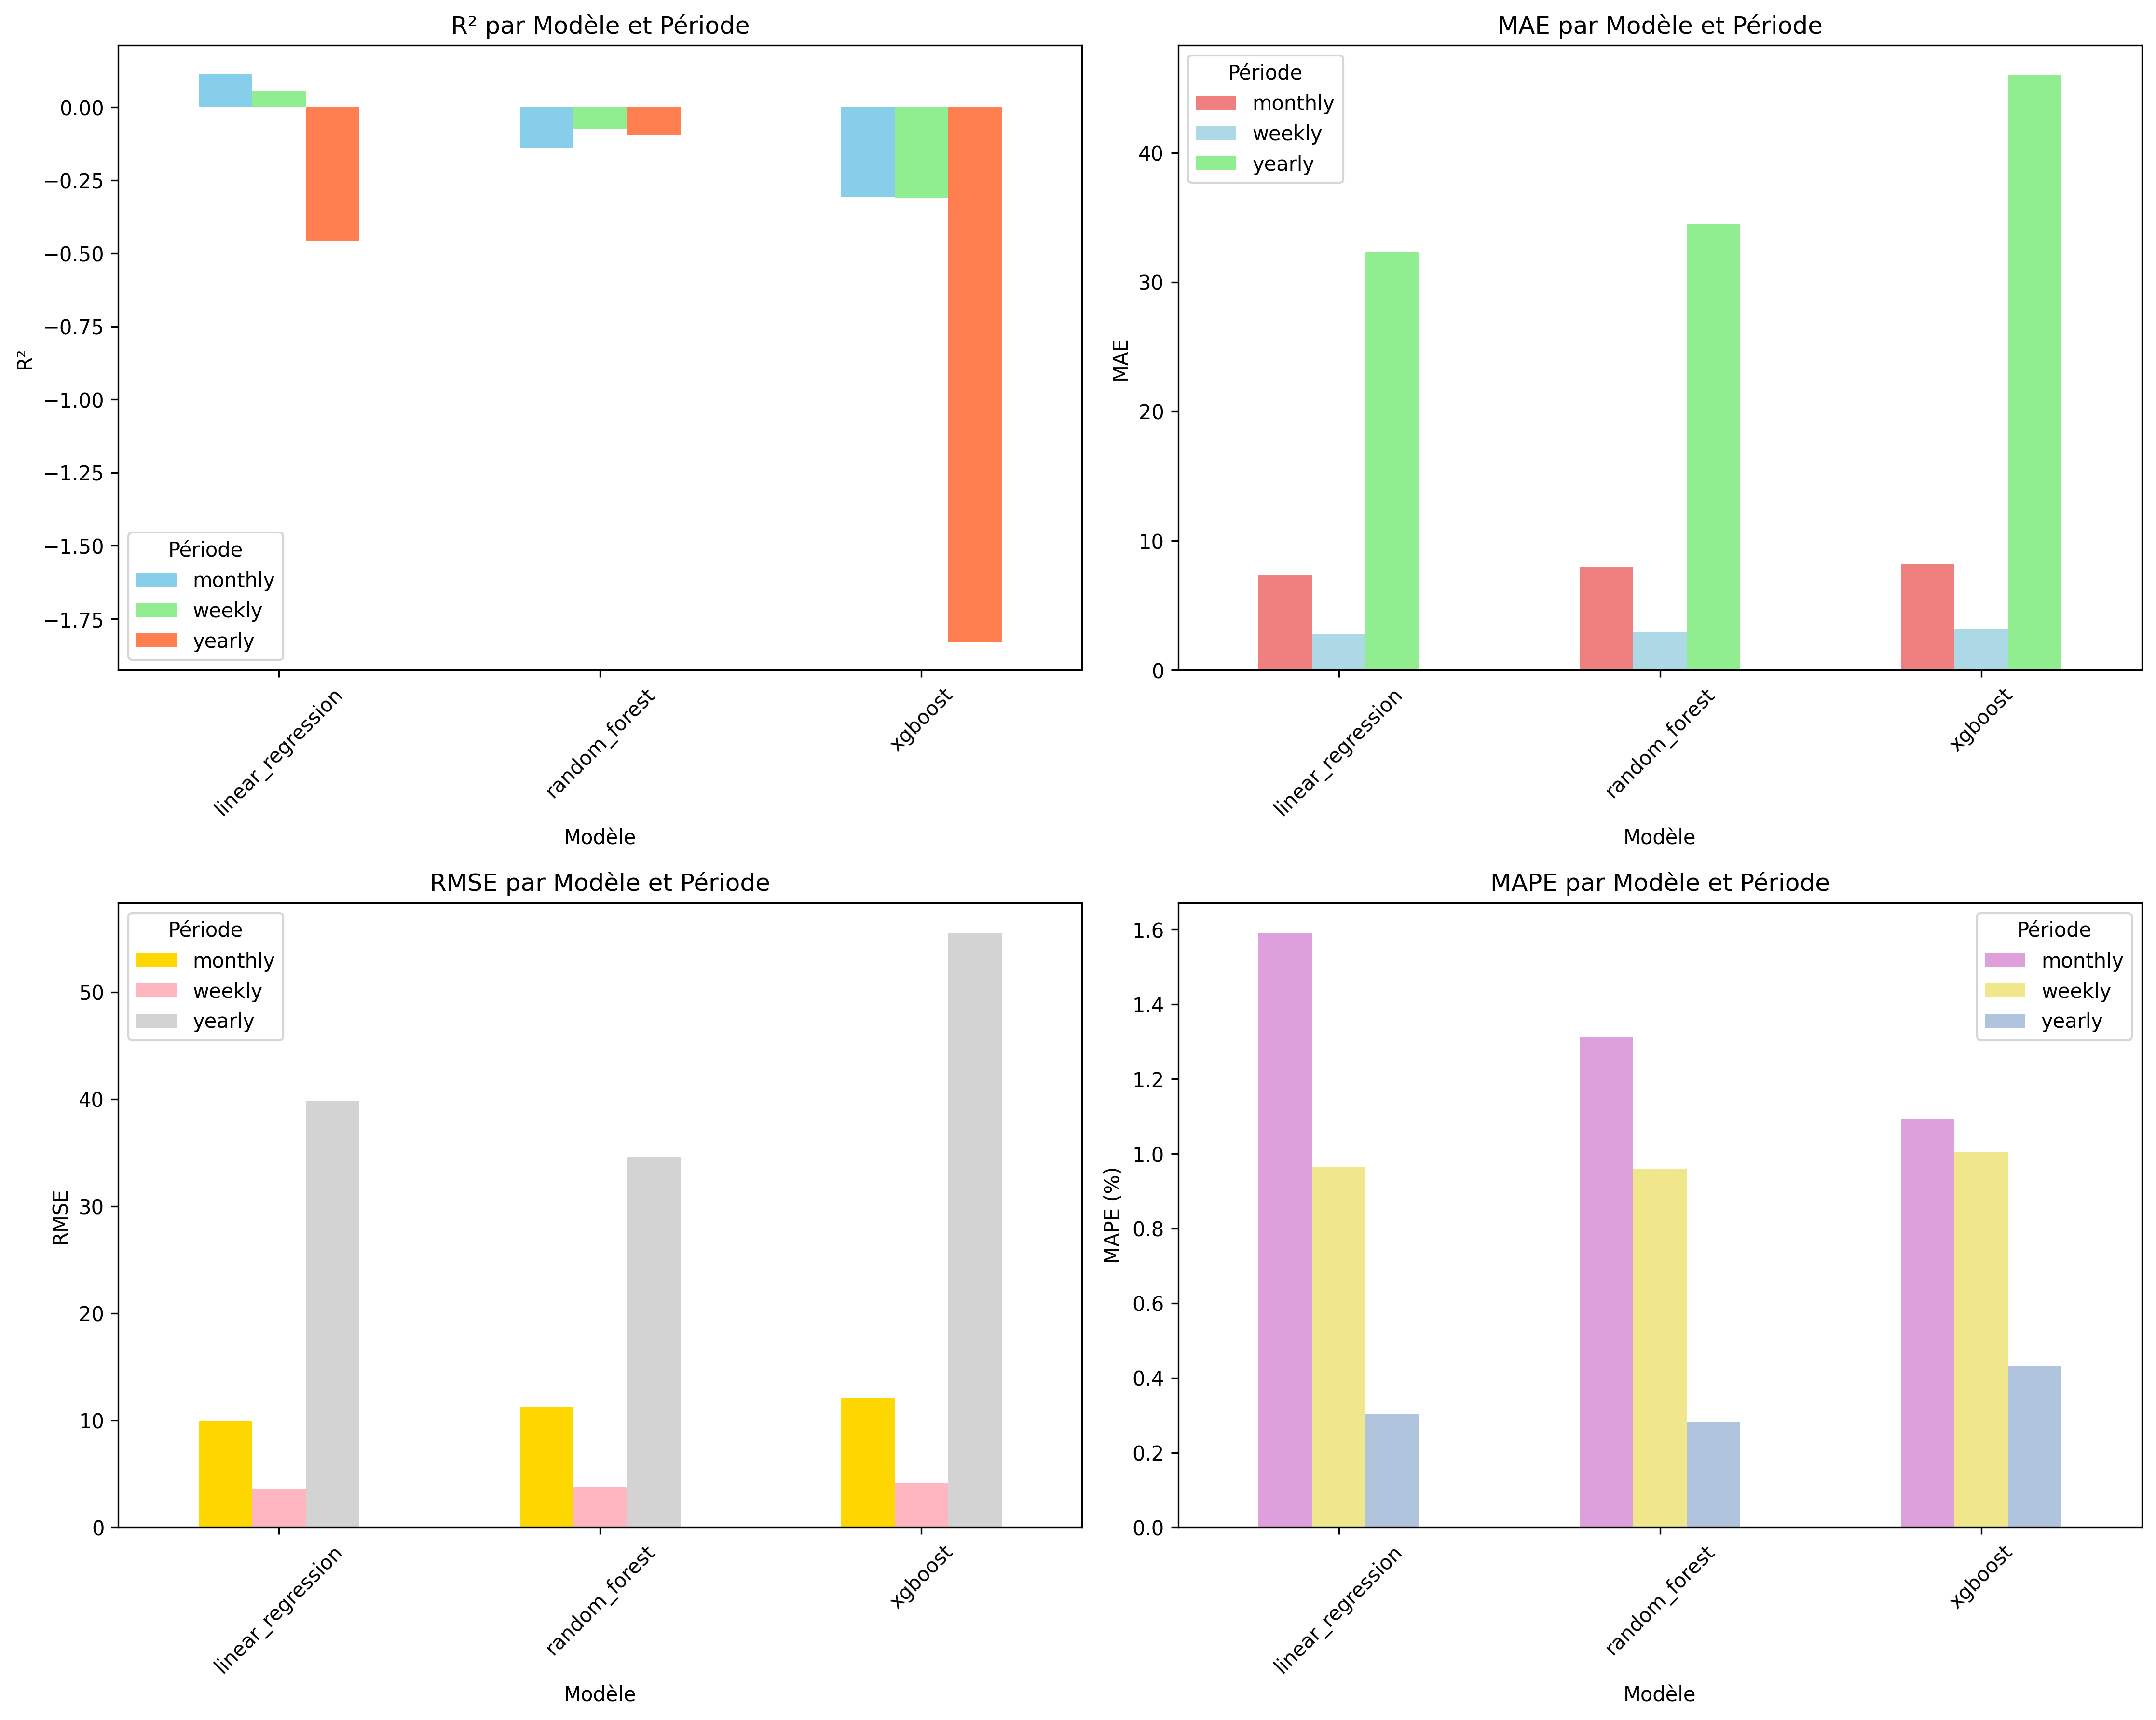 R² par Modèle et Période
R²
0.00
−0.25
−0.50
−0.75
−1.00
−1.25
−1.50
−1.75
Période
monthly
weekly
yearly
linear_regression
random_forest
xgboost
Modèle
MAE par Modèle et Période
MAE
40
30
20
10
0
Période
monthly
weekly
yearly
linear_regression
random_forest
xgboost
Modèle
RMSE par Modèle et Période
RMSE
50
40
30
20
10
0
Période
monthly
weekly
yearly
linear_regression
random_forest
xgboost
Modèle
MAPE par Modèle et Période
MAPE (%)
1.6
1.4
1.2
1.0
0.8
0.6
0.4
0.2
0.0
Période
monthly
weekly
yearly
linear_regression
random_forest
xgboost
Modèle